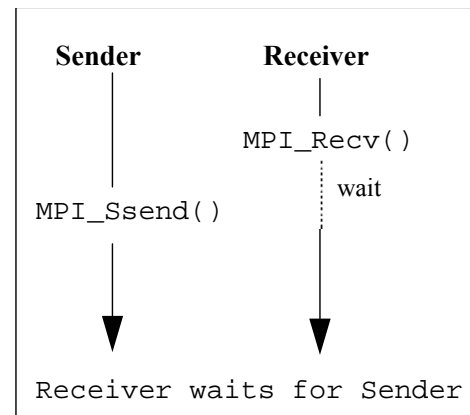 Sender Receiver
MPI_Recv()
wait
MPI_Ssend()
Receiver waits for Sender